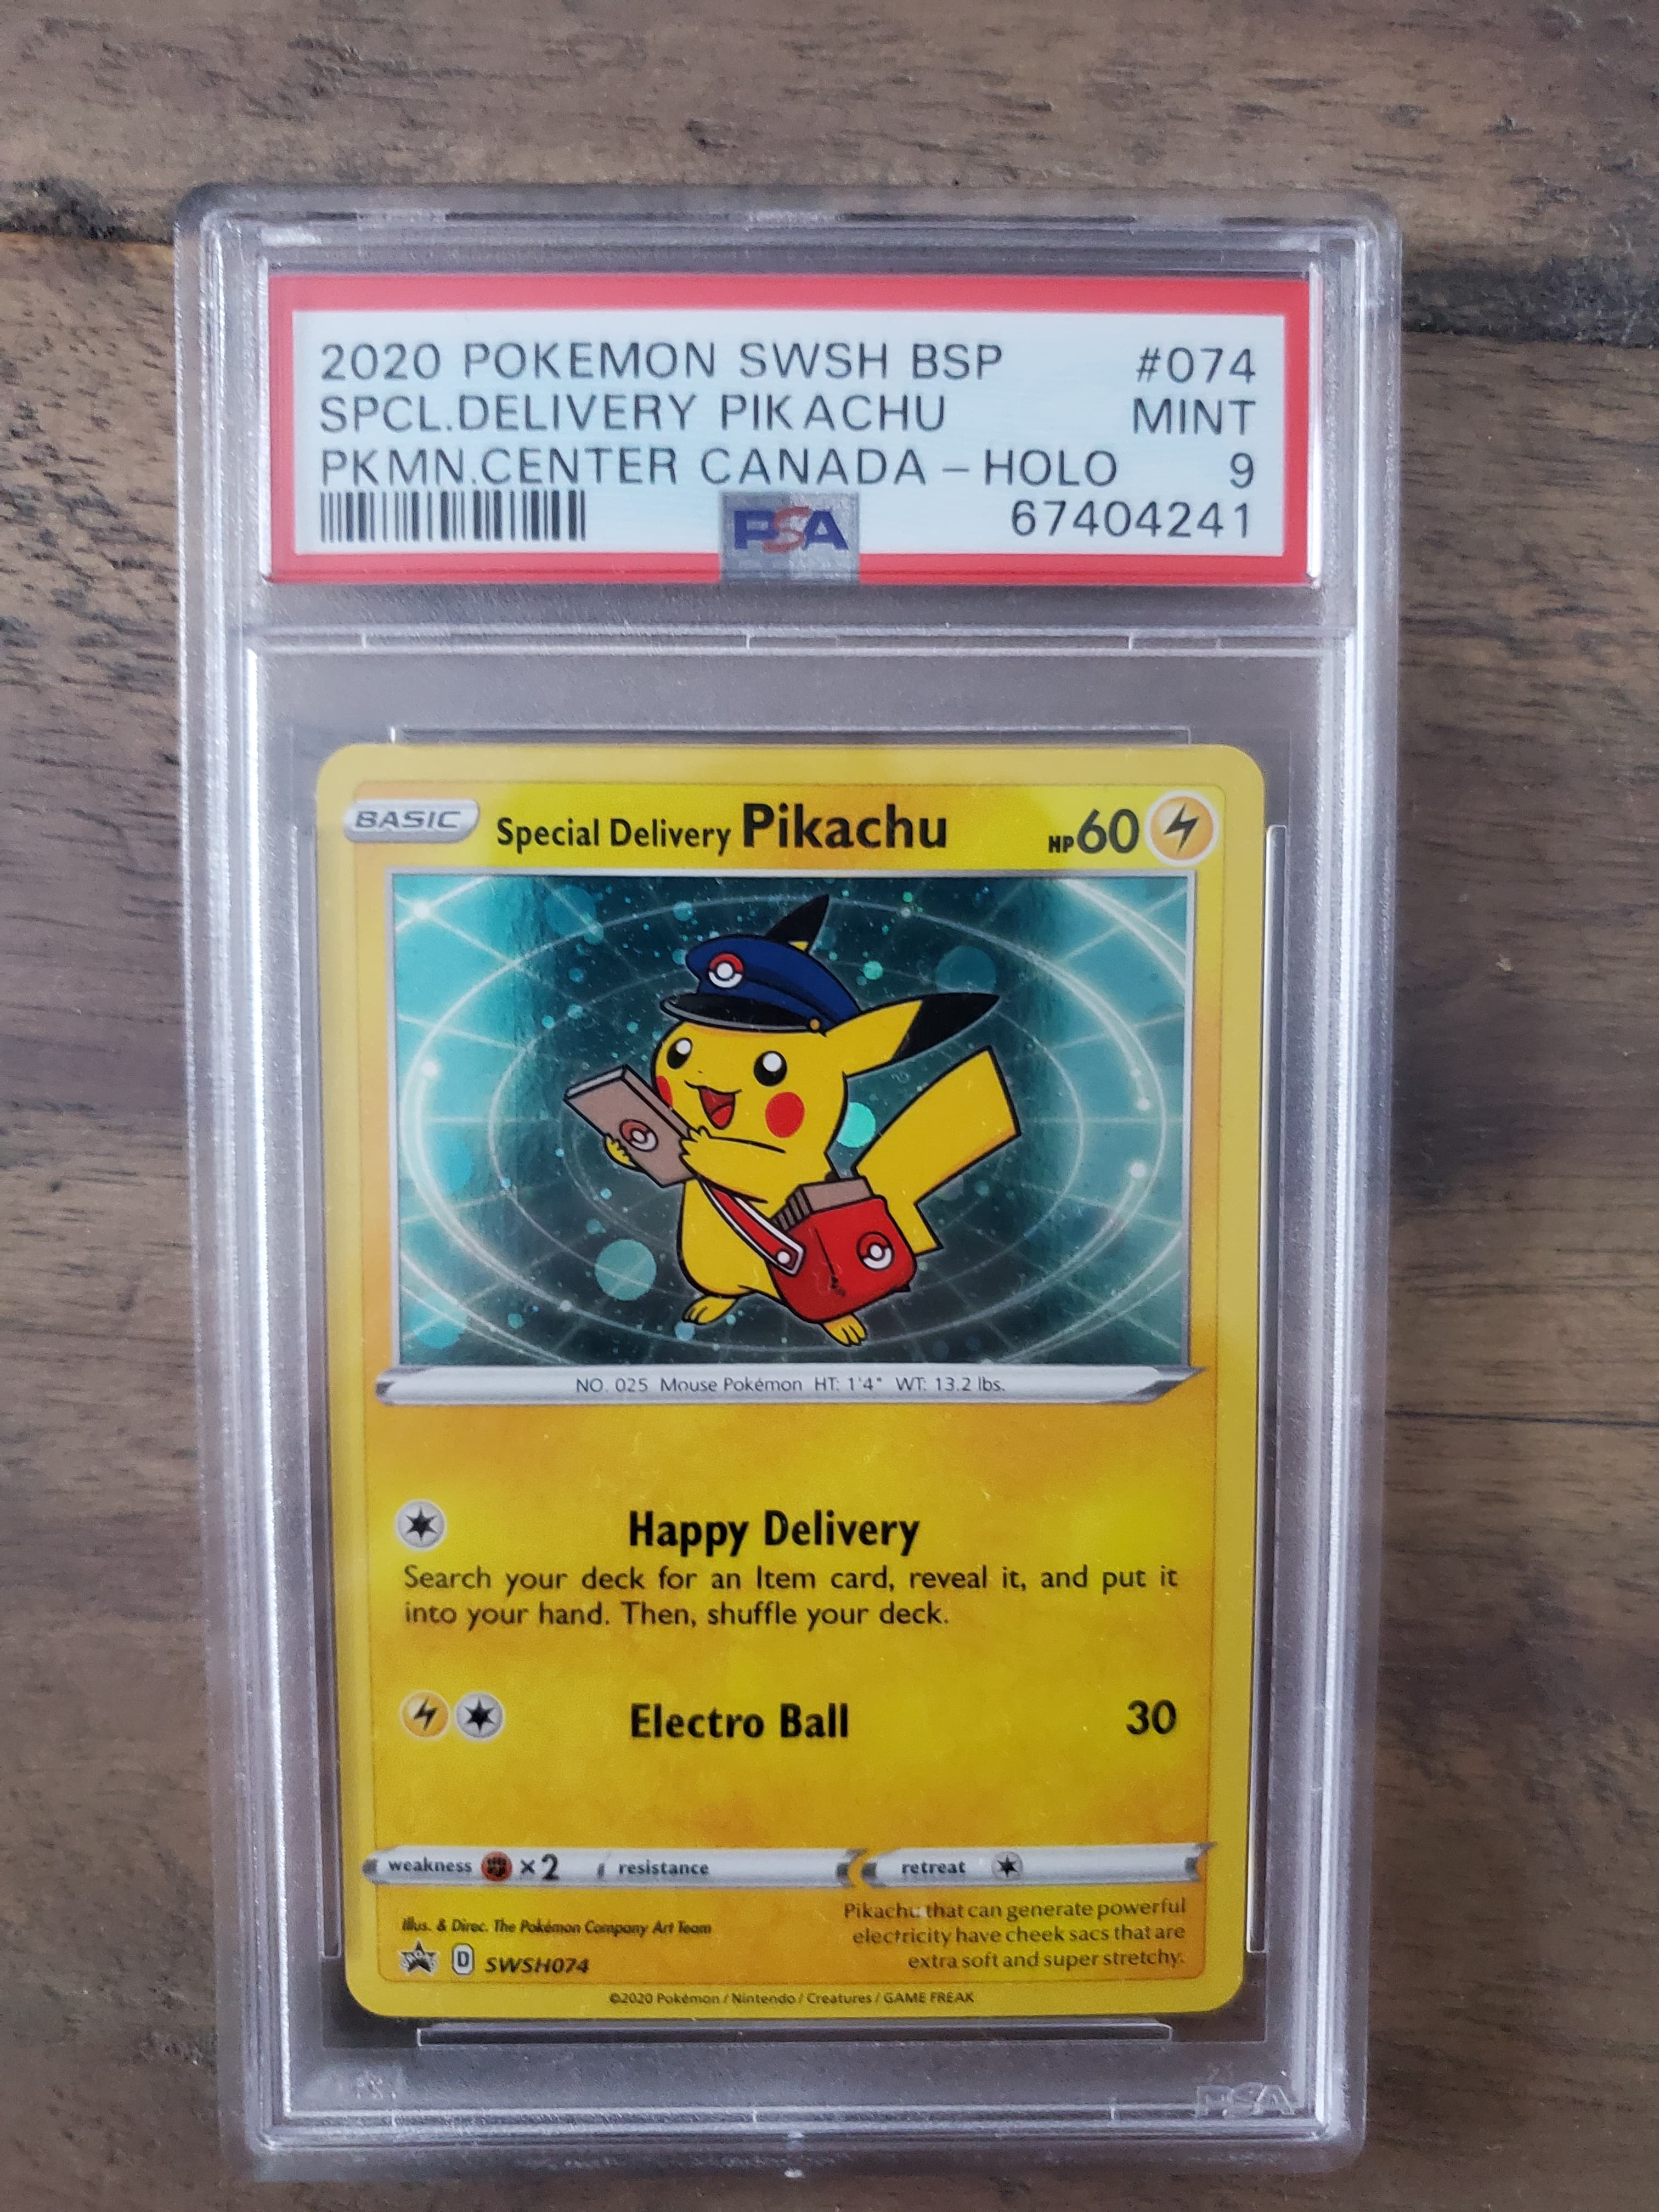 2020 POKEMON SWSH BSP #074
SPCL.DELIVERY PIKACHU MINT
PKMN.CENTER CANADA - HOLO 9
PSA 67404241
BASIC Special Delivery Pikachu HP 60
NO. 025 Mouse Pokémon HT: 1'4" WT: 13.2 lbs.
Happy Delivery
Search your deck for an Item card, reveal it, and put it
into your hand. Then, shuffle your deck.
Electro Ball 30
weakness ×2 resistance retreat
Illus. & Direc. The Pokémon Company Art Team
Pikachu that can generate powerful
electricity have cheek sacs that are
extra soft and super stretchy.
D SWSH074
©2020 Pokémon / Nintendo / Creatures / GAME FREAK
PSA